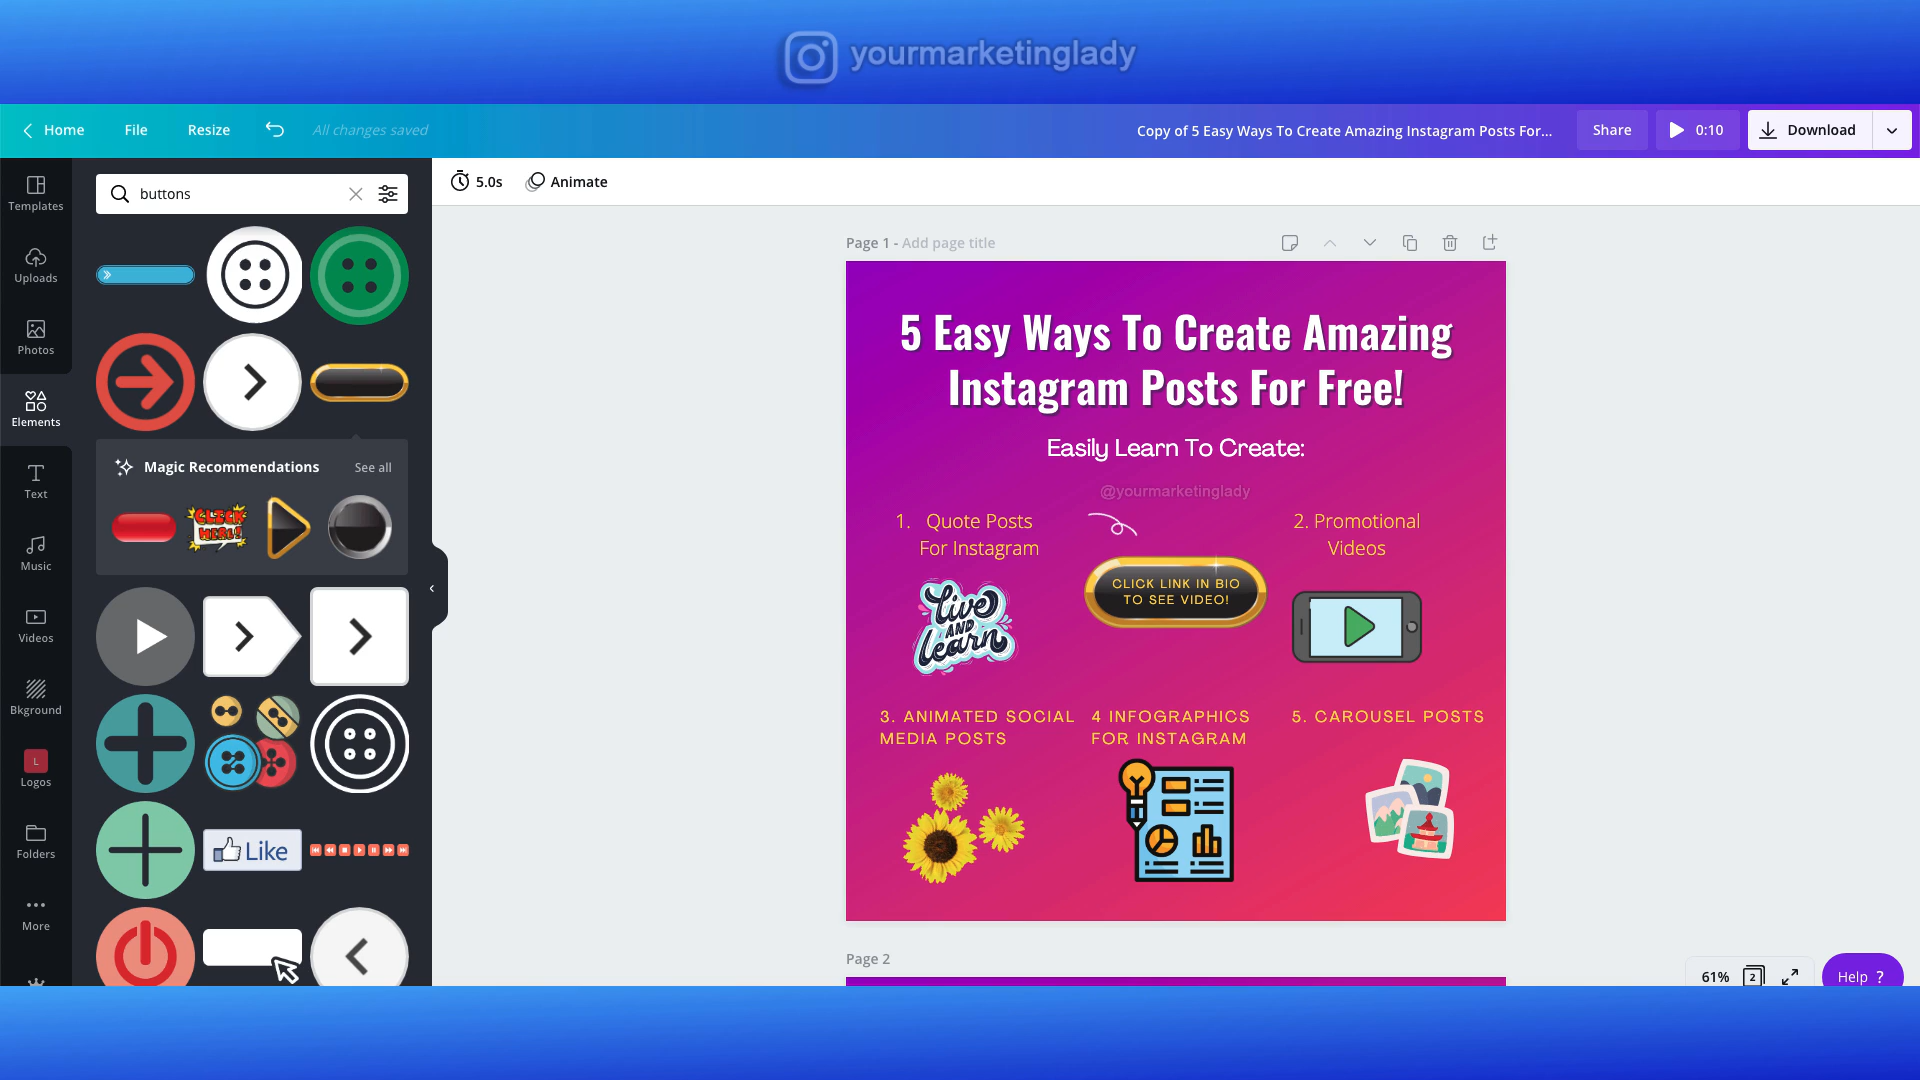 yourmarketinglady
Home
File
Resize
All changes saved
Copy of 5 Easy Ways To Create Amazing Instagram Posts For...
Share
0:10
Download
Templates
Uploads
Photos
Elements
Text
Music
Videos
Bkground
L
Logos
Folders
More
buttons
Magic Recommendations
See all
CLICK
HERE!
Like
5.0s
Animate
Page 1 - Add page title
5 Easy Ways To Create Amazing
Instagram Posts For Free!
Easily Learn To Create:
@yourmarketinglady
1. Quote Posts
For Instagram
CLICK LINK IN BIO
TO SEE VIDEO!
2. Promotional
Videos
Live
AND
learn
3. ANIMATED SOCIAL
MEDIA POSTS
4 INFOGRAPHICS
FOR INSTAGRAM
5. CAROUSEL POSTS
Page 2
61%
2
Help ?